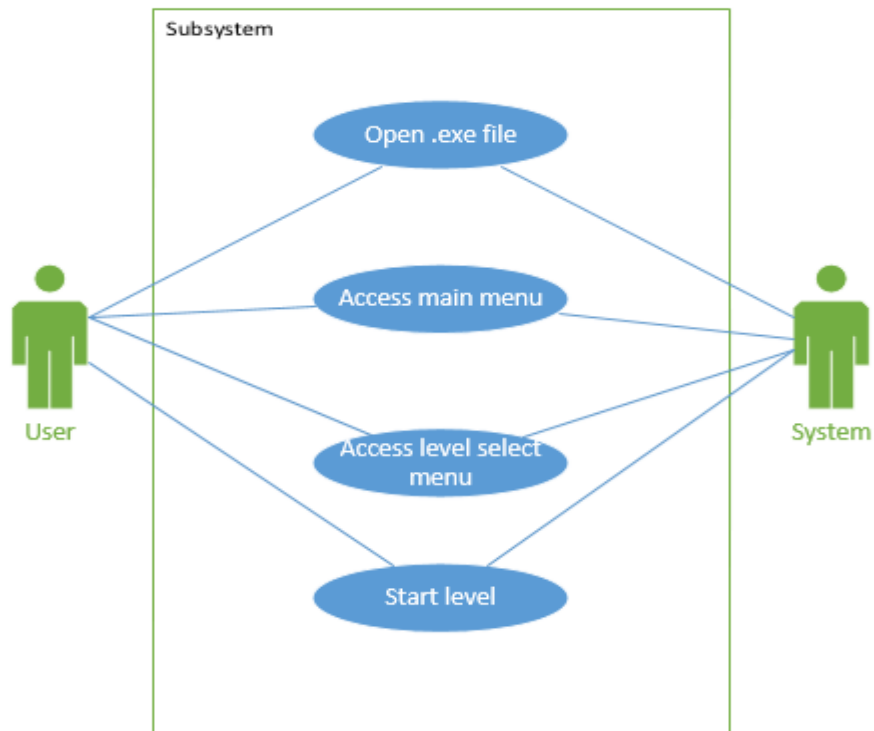 Subsystem
Open .exe file
Access main menu
User
System
Access level select
menu
Start level